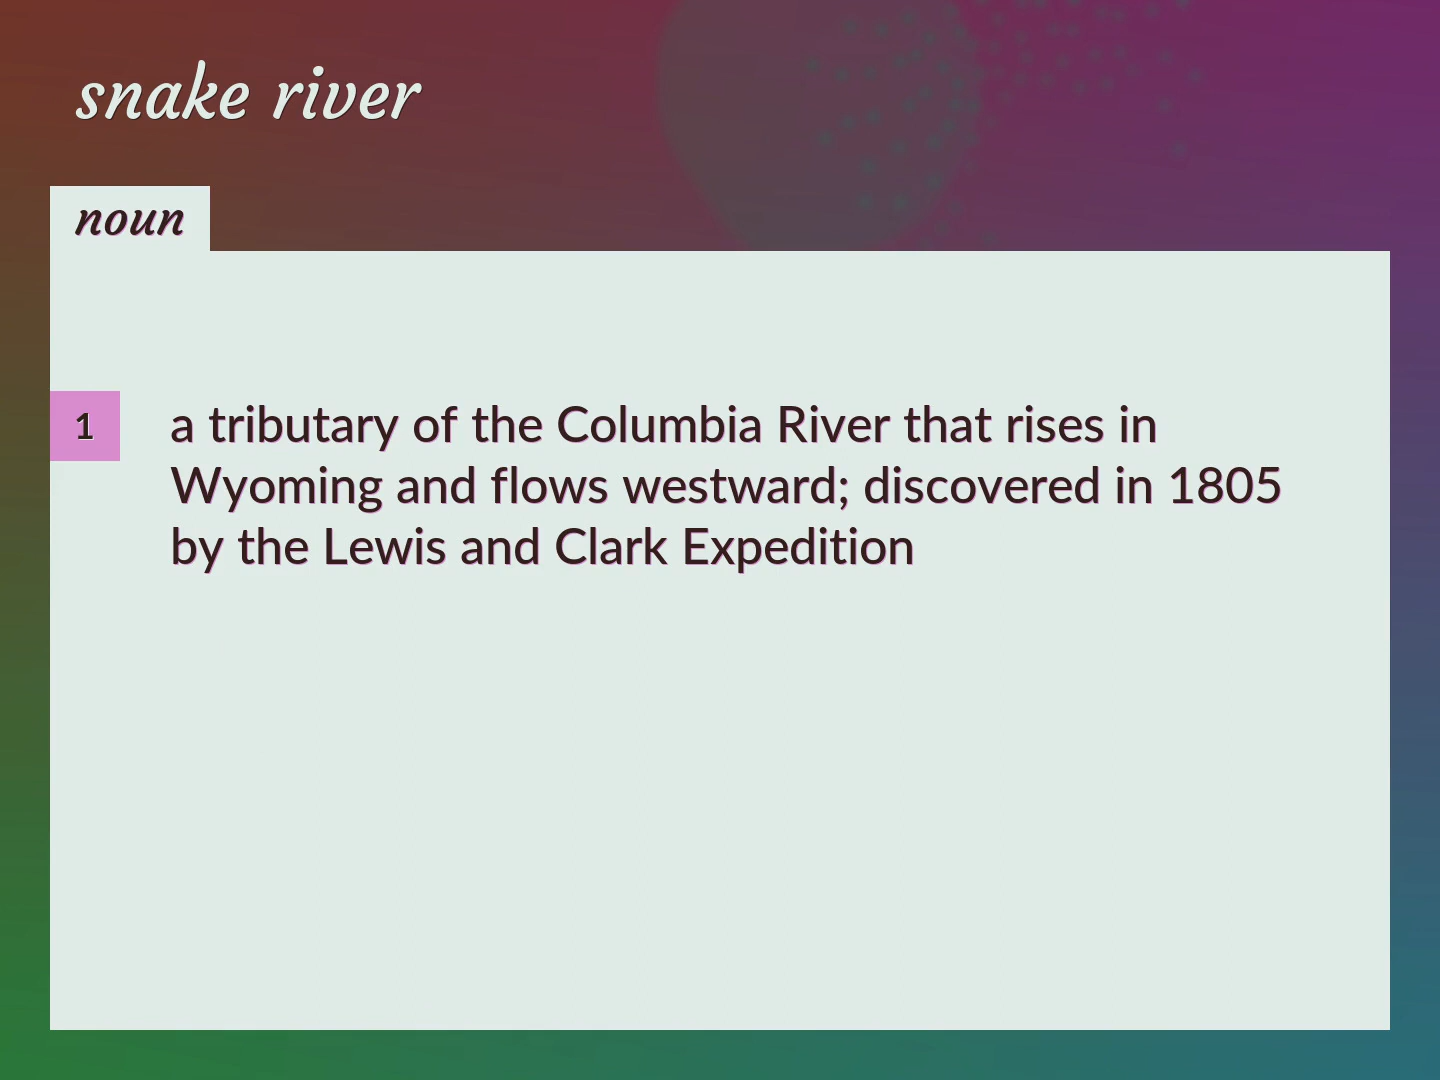 snake river
noun
1
a tributary of the Columbia River that rises in
Wyoming and flows westward; discovered in 1805
by the Lewis and Clark Expedition